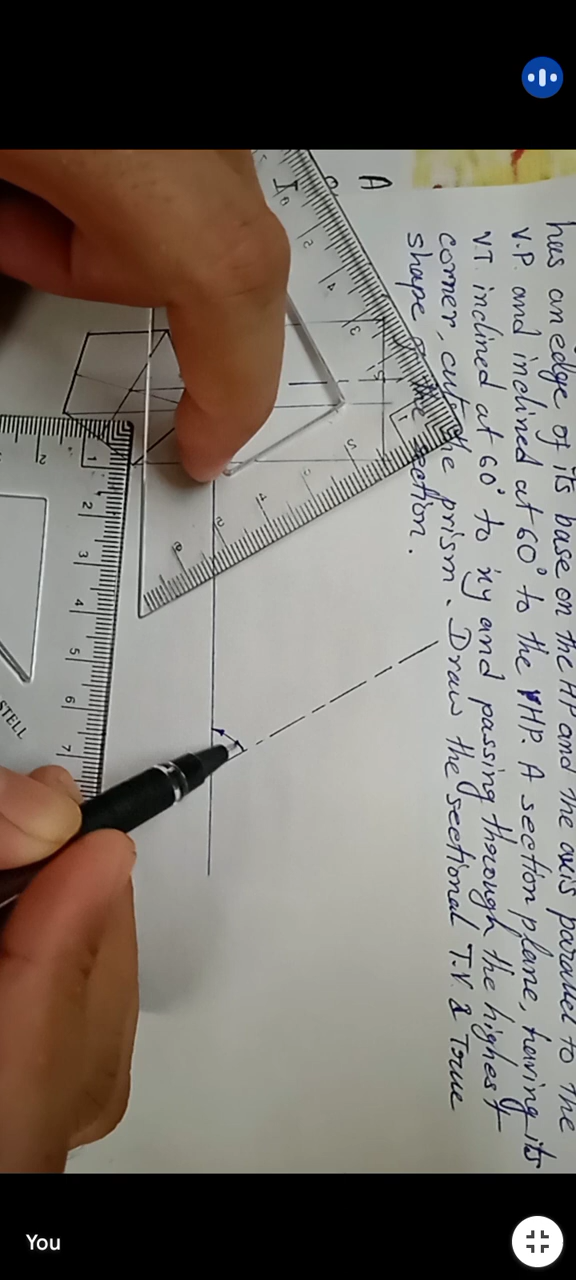 A
has an edge of its base on the HP and the axis parallel to the
V.P. and inclined at 60° to the HP. A section plane, having its
V.T. inclined at 60° to xy and passing through the highest
corner, cuts the prism. Draw the sectional T.V. & True
shape of the section.
STELL
You